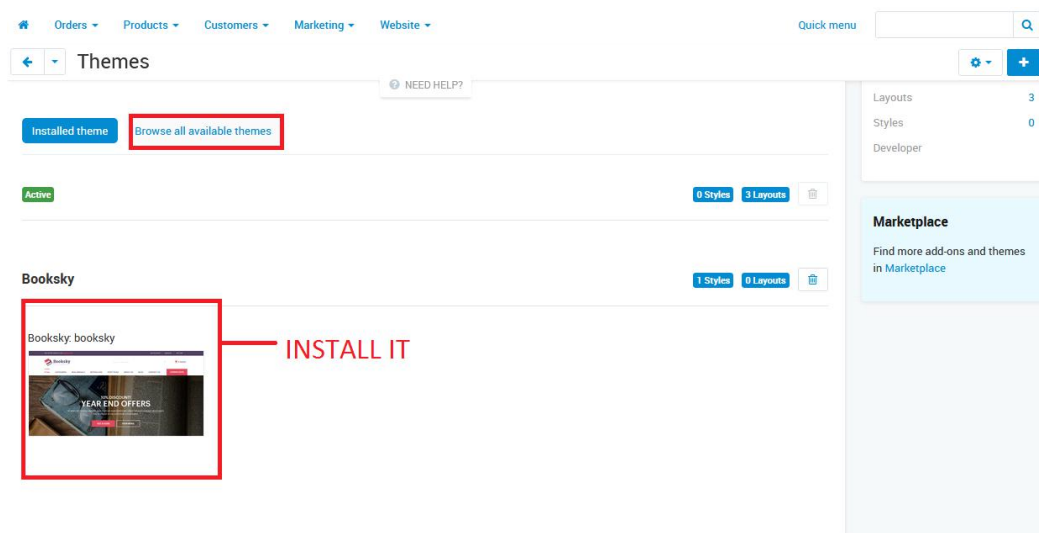 Orders Products Customers Marketing Website Quick menu
Themes
NEED HELP?
Layouts 3
Styles 0
Developer
Installed theme Browse all available themes
Active 0 Styles 3 Layouts
Marketplace
Find more add-ons and themes
in Marketplace
Booksky 1 Styles 0 Layouts
Booksky: booksky
INSTALL IT
Booksky
YEAR END OFFERS